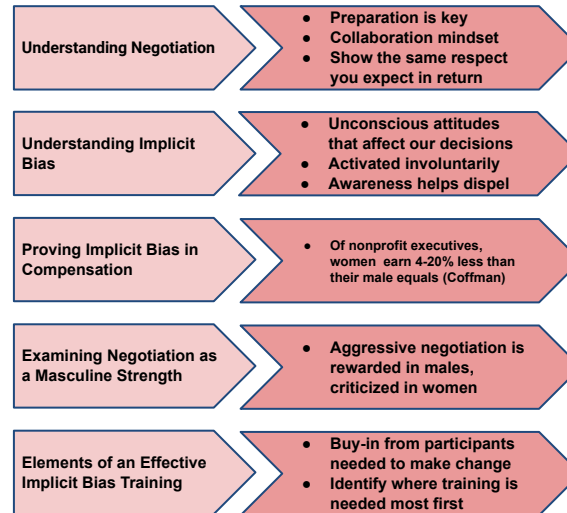 Understanding Negotiation
● Preparation is key
● Collaboration mindset
● Show the same respect
you expect in return
Understanding Implicit
Bias
● Unconscious attitudes
that affect our decisions
● Activated involuntarily
● Awareness helps dispel
Proving Implicit Bias in
Compensation
● Of nonprofit executives,
women earn 4-20% less than
their male equals (Coffman)
Examining Negotiation as
a Masculine Strength
● Aggressive negotiation is
rewarded in males,
criticized in women
Elements of an Effective
Implicit Bias Training
● Buy-in from participants
needed to make change
● Identify where training is
needed most first